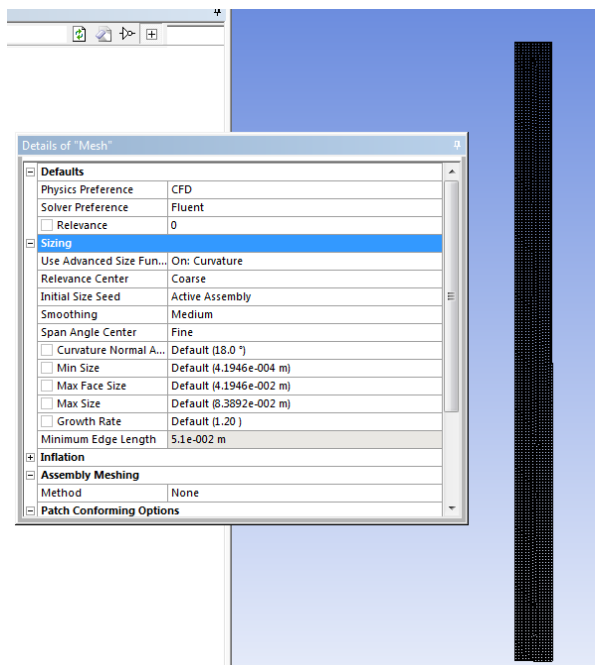 Details of "Mesh"
Defaults
Physics Preference CFD
Solver Preference Fluent
Relevance 0
Sizing
Use Advanced Size Fun... On: Curvature
Relevance Center Coarse
Initial Size Seed Active Assembly
Smoothing Medium
Span Angle Center Fine
Curvature Normal A... Default (18.0 °)
Min Size Default (4.1946e-004 m)
Max Face Size Default (4.1946e-002 m)
Max Size Default (8.3892e-002 m)
Growth Rate Default (1.20 )
Minimum Edge Length 5.1e-002 m
Inflation
Assembly Meshing
Method None
Patch Conforming Options